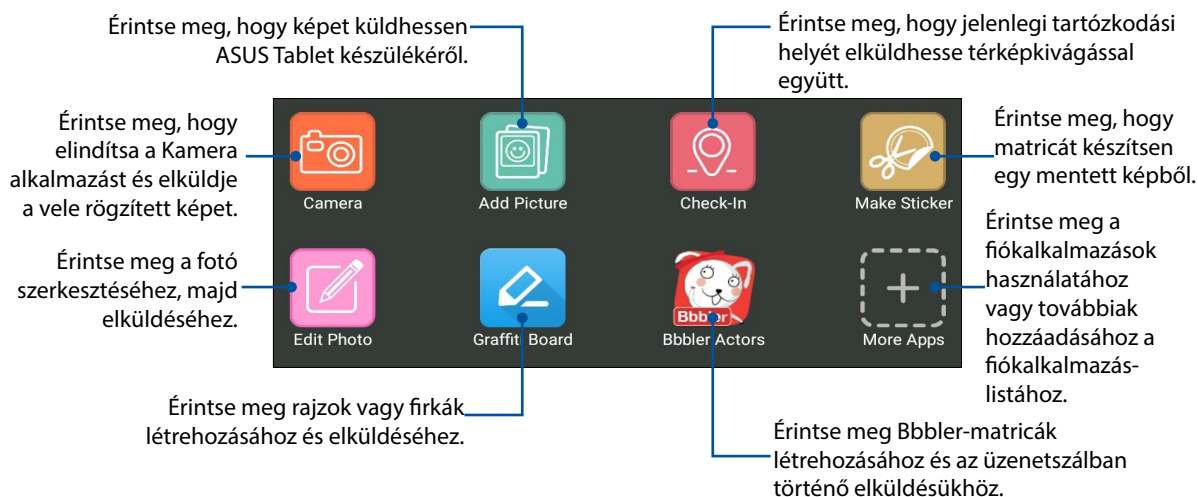 Érintse meg, hogy képet küldhessen
ASUS Tablet készülékéről.
Érintse meg, hogy jelenlegi tartózkodási
helyét elküldhesse térképkivágással
együtt.
Érintse meg, hogy
elindítsa a Kamera
alkalmazást és elküldje
a vele rögzített képet.
Érintse meg, hogy
matricát készítsen
egy mentett képből.
Camera
Add Picture
Check-In
Make Sticker
Érintse meg a fotó
szerkesztéséhez, majd
elküldéséhez.
Érintse meg a
fiókalkalmazások
használatához
vagy továbbiak
hozzáadásához a
fiókalkalmazás-
listához.
Bbbler
Edit Photo
Graffiti Board
Bbbler Actors
More Apps
Érintse meg rajzok vagy firkák
létrehozásához és elküldéséhez.
Érintse meg Bbbler-matricák
létrehozásához és az üzenetszálban
történő elküldésükhöz.